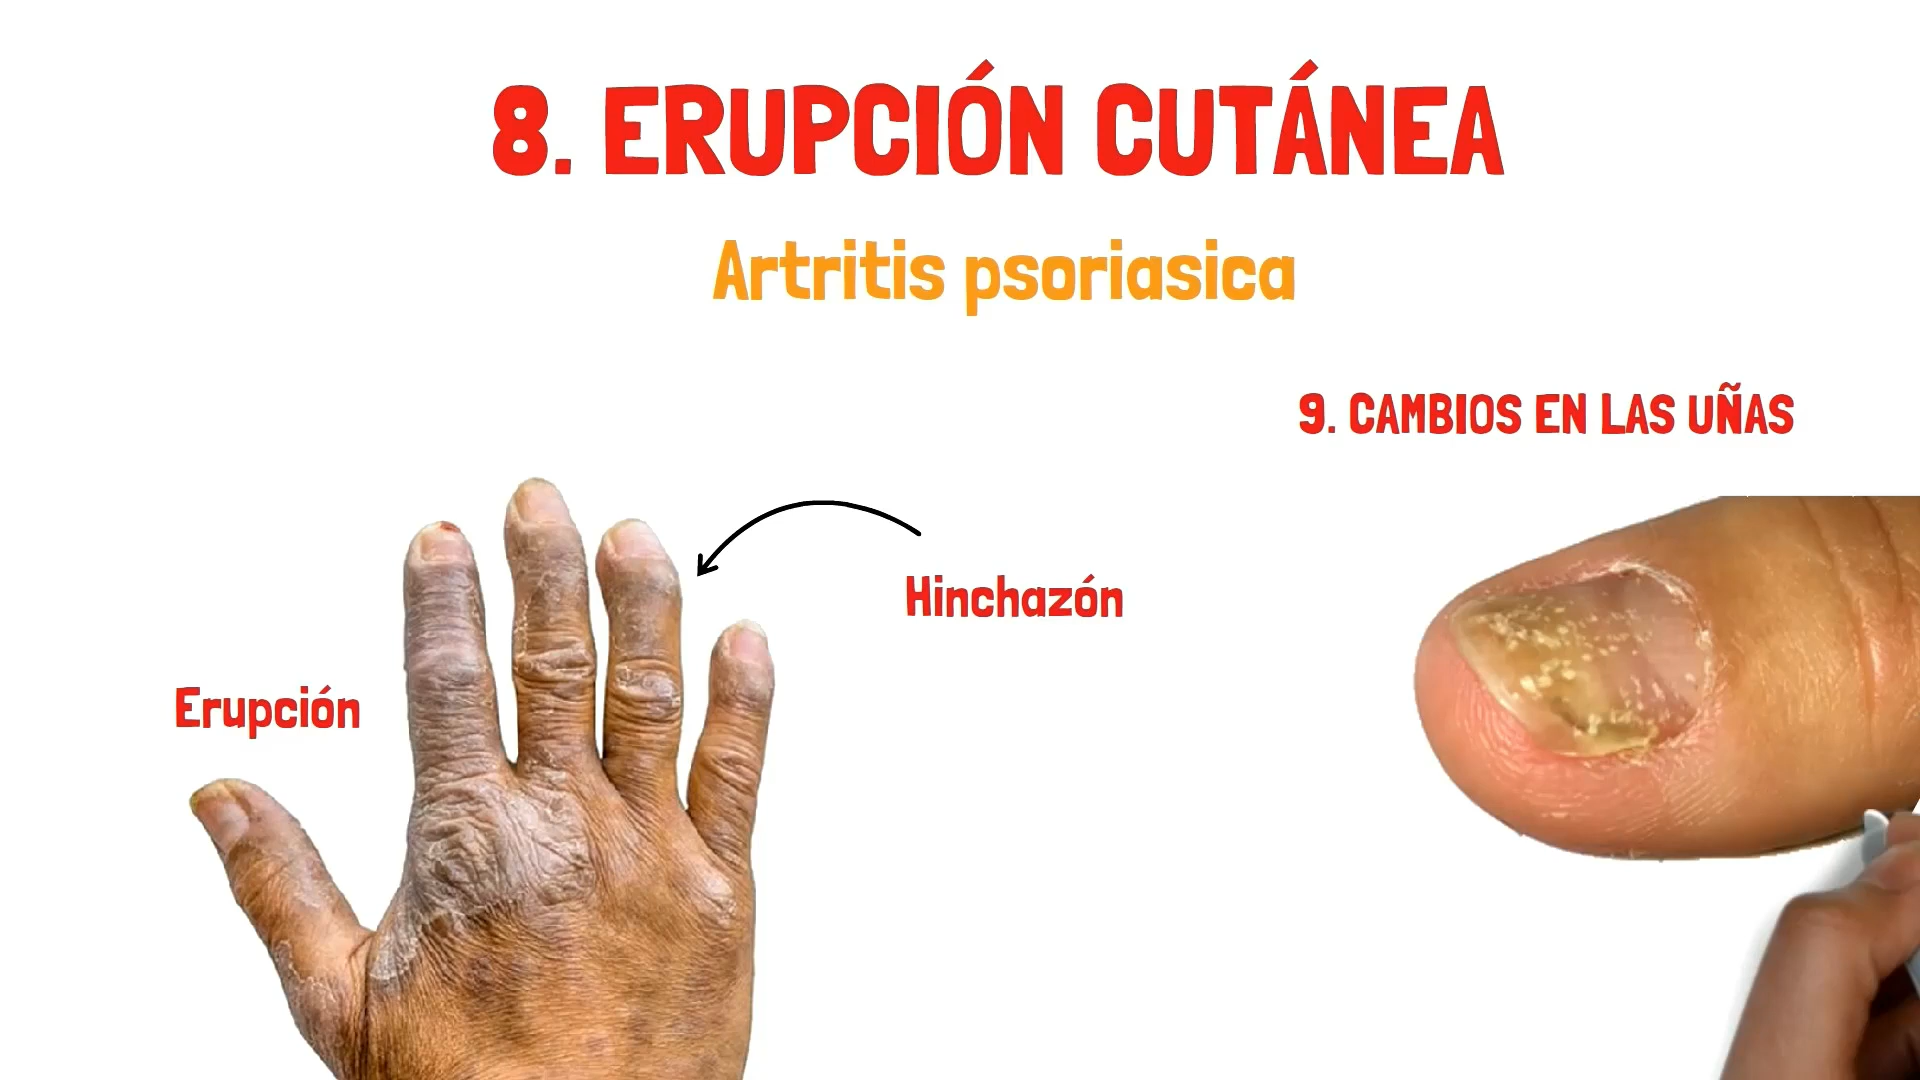 8. ERUPCIÓN CUTÁNEA
Artritis psoriasica
9. CAMBIOS EN LAS UÑAS
Hinchazón
Erupción